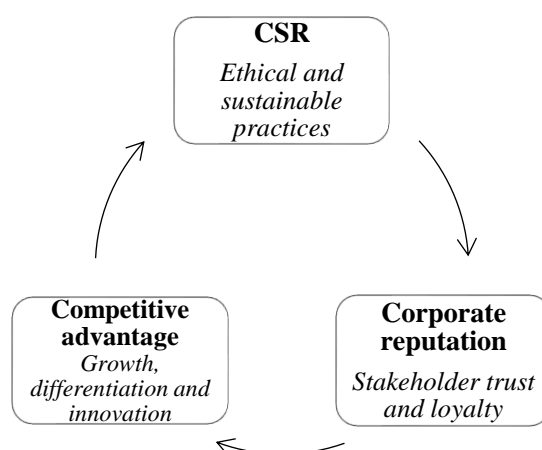 CSR
Ethical and
sustainable
practices
Competitive
advantage
Growth,
differentiation and
innovation
Corporate
reputation
Stakeholder trust
and loyalty